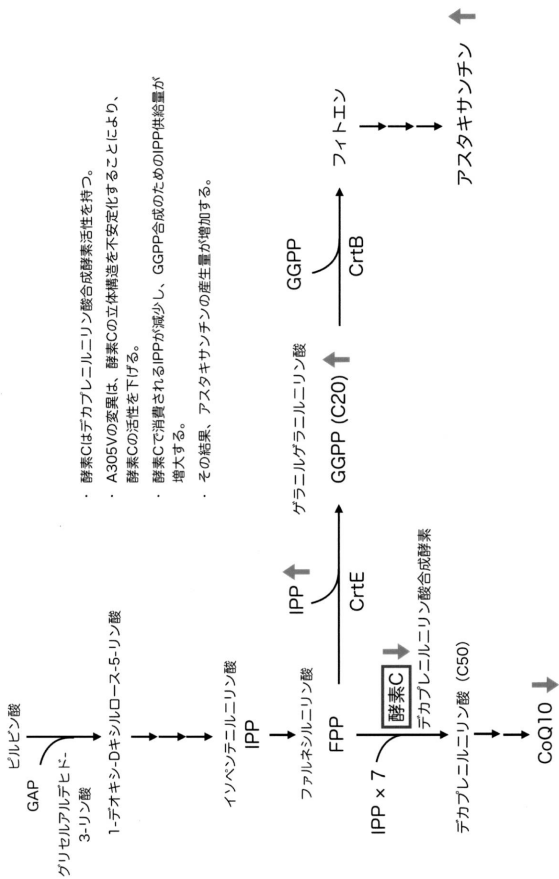 ピルビン酸
GAP
グリセルアルデヒド-
3-リン酸
1-デオキシ-Dキシルロース-5-リン酸
イソペンテニルニリン酸
IPP
ファルネシルニリン酸
FPP
IPP × 7
酵素C
デカプレニルニリン酸合成酵素
デカプレニルニリン酸（C50）
CoQ10
IPP
CrtE
ゲラニルゲラニルニリン酸
GGPP (C20)
GGPP
CrtB
フィトエン
アスタキサンチン
・ 酵素Cはデカプレニルニリン酸合成酵素活性を持つ。
・ A305Vの変異は、酵素Cの立体構造を不安定化することにより、
酵素Cの活性を下げる。
・ 酵素Cで消費されるIPPが減少し、GGPP合成のためのIPP供給量が
増大する。
・ その結果、アスタキサンチンの産生量が増加する。